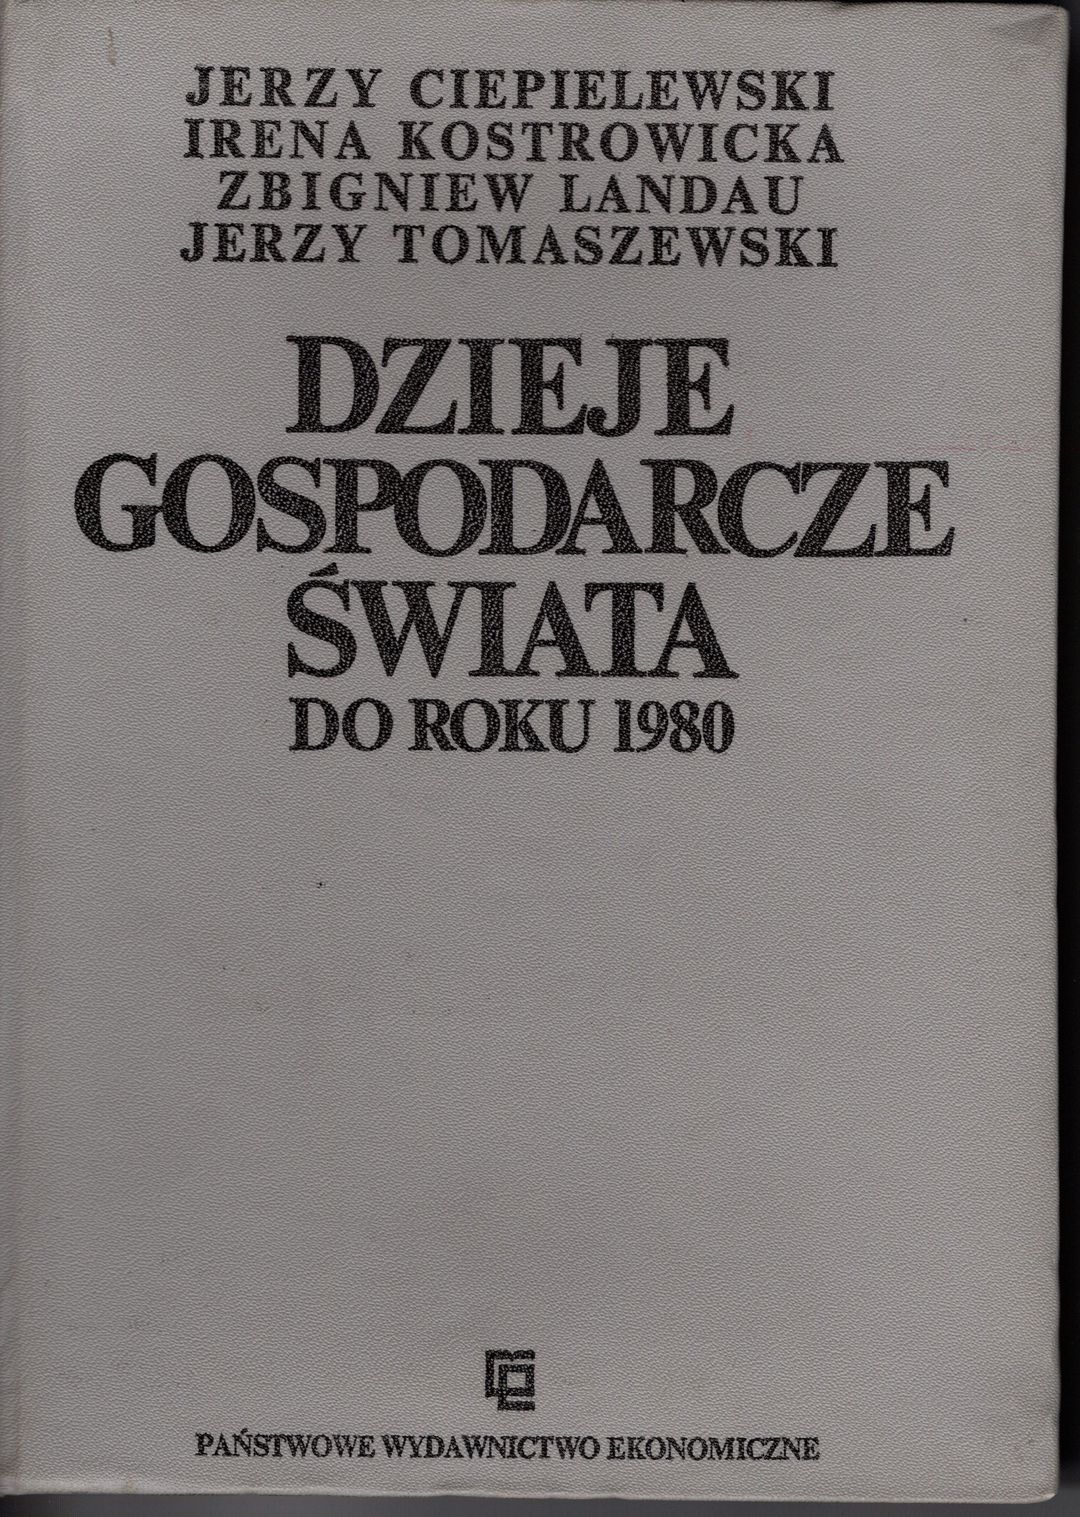 JERZY CIEPIELEWSKI
IRENA KOSTROWICKA
ZBIGNIEW LANDAU
JERZY TOMASZEWSKI
DZIEJE
GOSPODARCZE
ŚWIATA
DO ROKU 1980
PAŃSTWOWE WYDAWNICTWO EKONOMICZNE